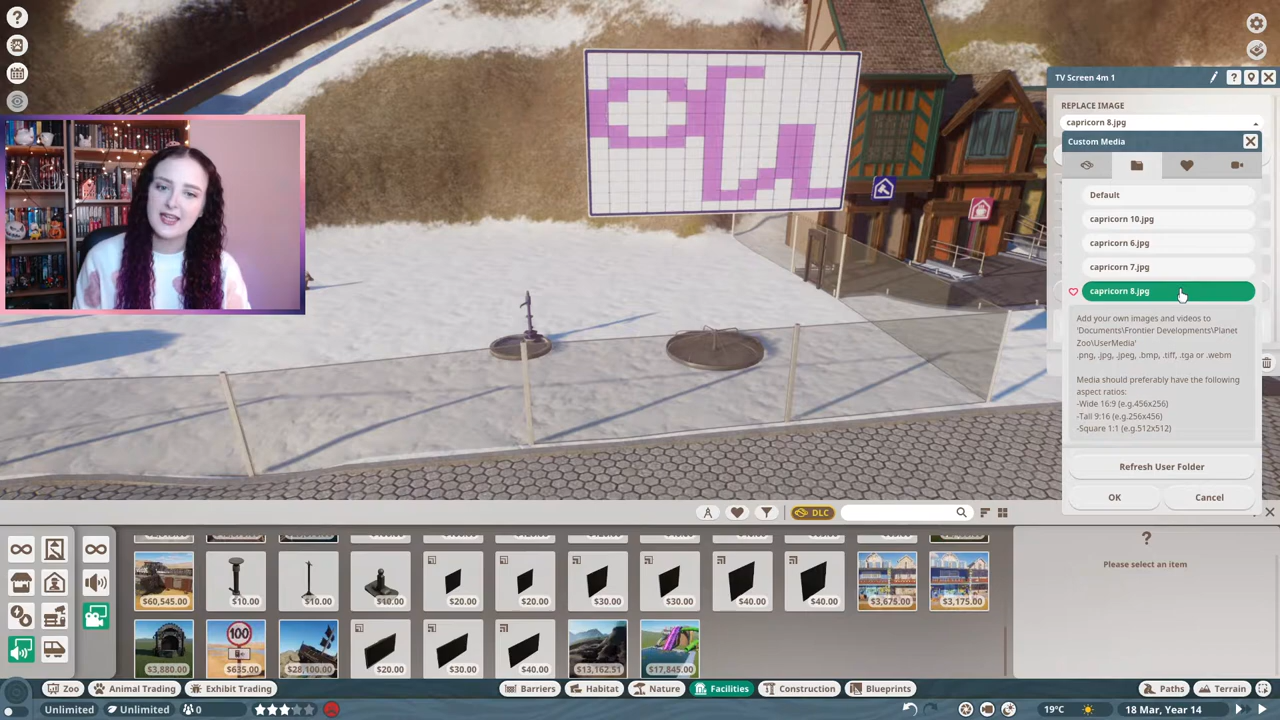 TV Screen 4m 1
?
REPLACE IMAGE
capricorn 8.jpg
Custom Media
Default
capricorn 10.jpg
capricorn 6.jpg
capricorn 7.jpg
capricorn 8.jpg
Add your own images and videos to
'Documents\Frontier Developments\Planet
Zoo\UserMedia'
.png, .jpg, .jpeg, .bmp, .tiff, .tga or .webm
Media should preferably have the following
aspect ratios:
-Wide 16:9 (e.g.456x256)
-Tall 9:16 (e.g.256x456)
-Square 1:1 (e.g.512x512)
Refresh User Folder
OK Cancel
DLC
$60,545.00 $10.00 $10.00 $10.00 $20.00 $20.00 $30.00 $30.00 $40.00 $40.00 $3,675.00 $3,175.00
100
$3,880.00 $635.00 $28,100.00 $20.00 $30.00 $40.00 $13,162.51 $17,845.00
?
Please select an item
Zoo Animal Trading Exhibit Trading Barriers Habitat Nature Facilities Construction Blueprints Paths Terrain
Unlimited Unlimited 0 19°C 18 Mar, Year 14